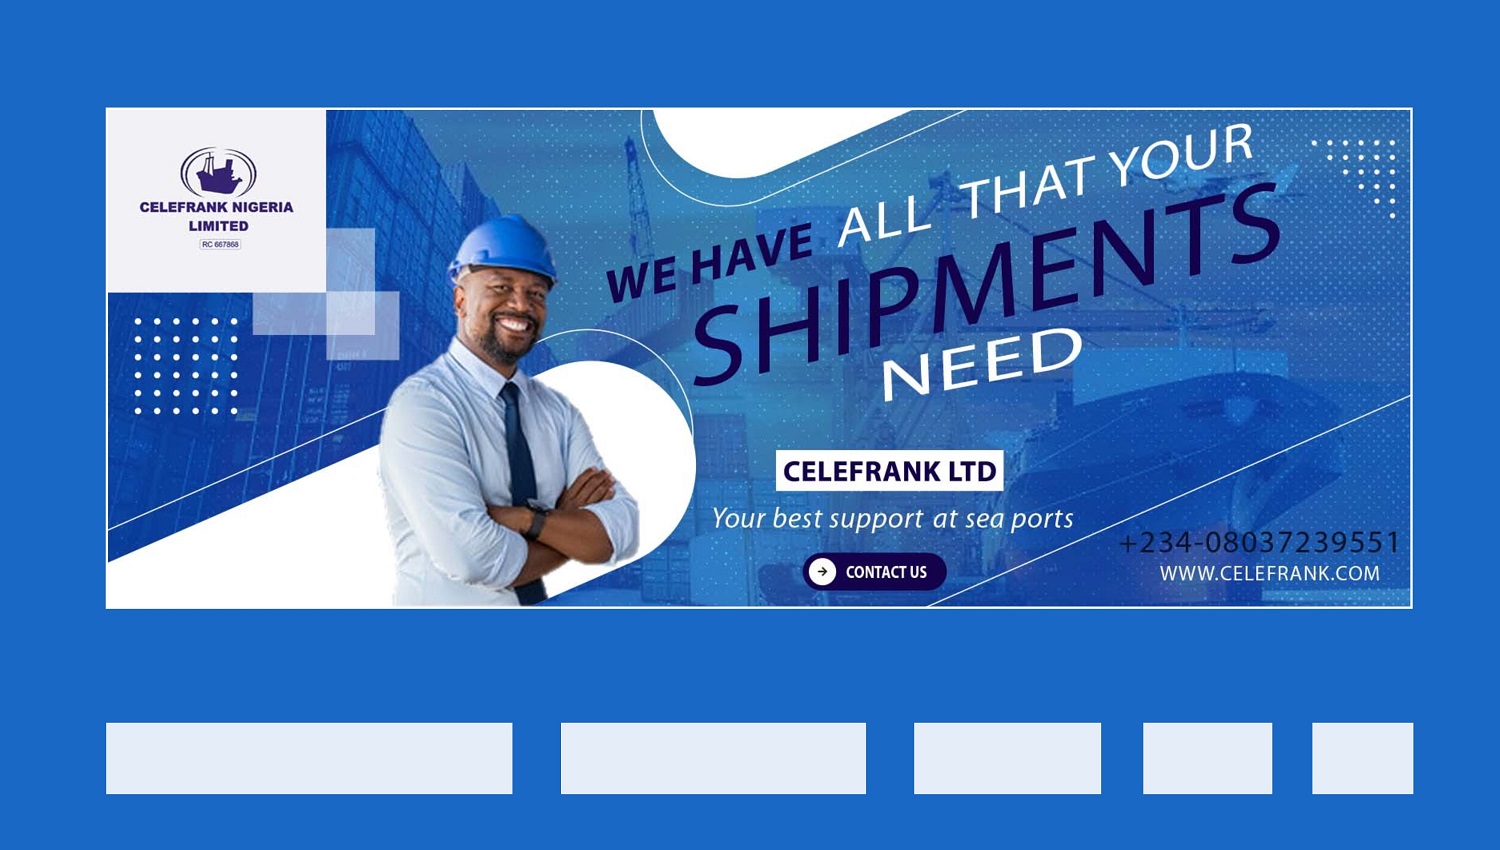 CELEFRANK NIGERIA
LIMITED
RC 667868
WE HAVE ALL THAT YOUR
SHIPMENTS
NEED
CELEFRANK LTD
Your best support at sea ports
CONTACT US
+234-08037239551
WWW.CELEFRANK.COM